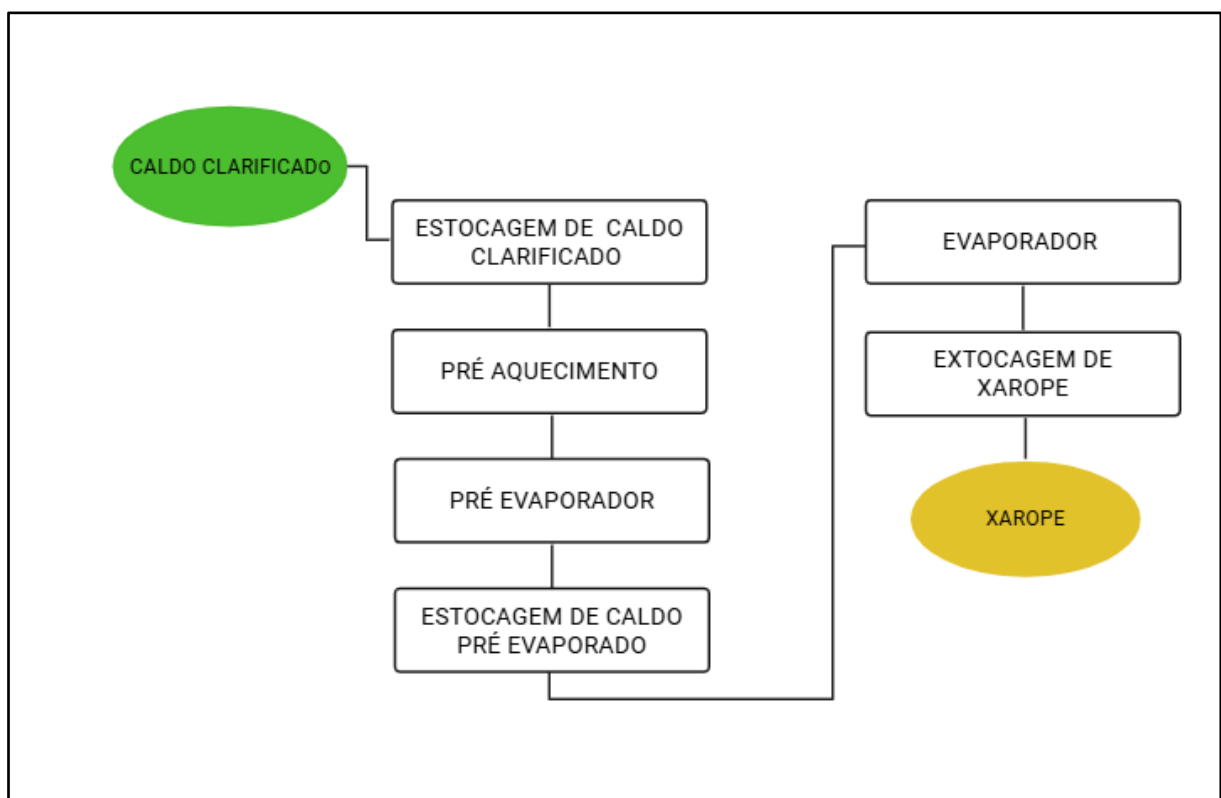 CALDO CLARIFICADO
ESTOCAGEM DE CALDO
CLARIFICADO
PRÉ AQUECIMENTO
PRÉ EVAPORADOR
ESTOCAGEM DE CALDO
PRÉ EVAPORADO
EVAPORADOR
EXTOCAGEM DE
XAROPE
XAROPE